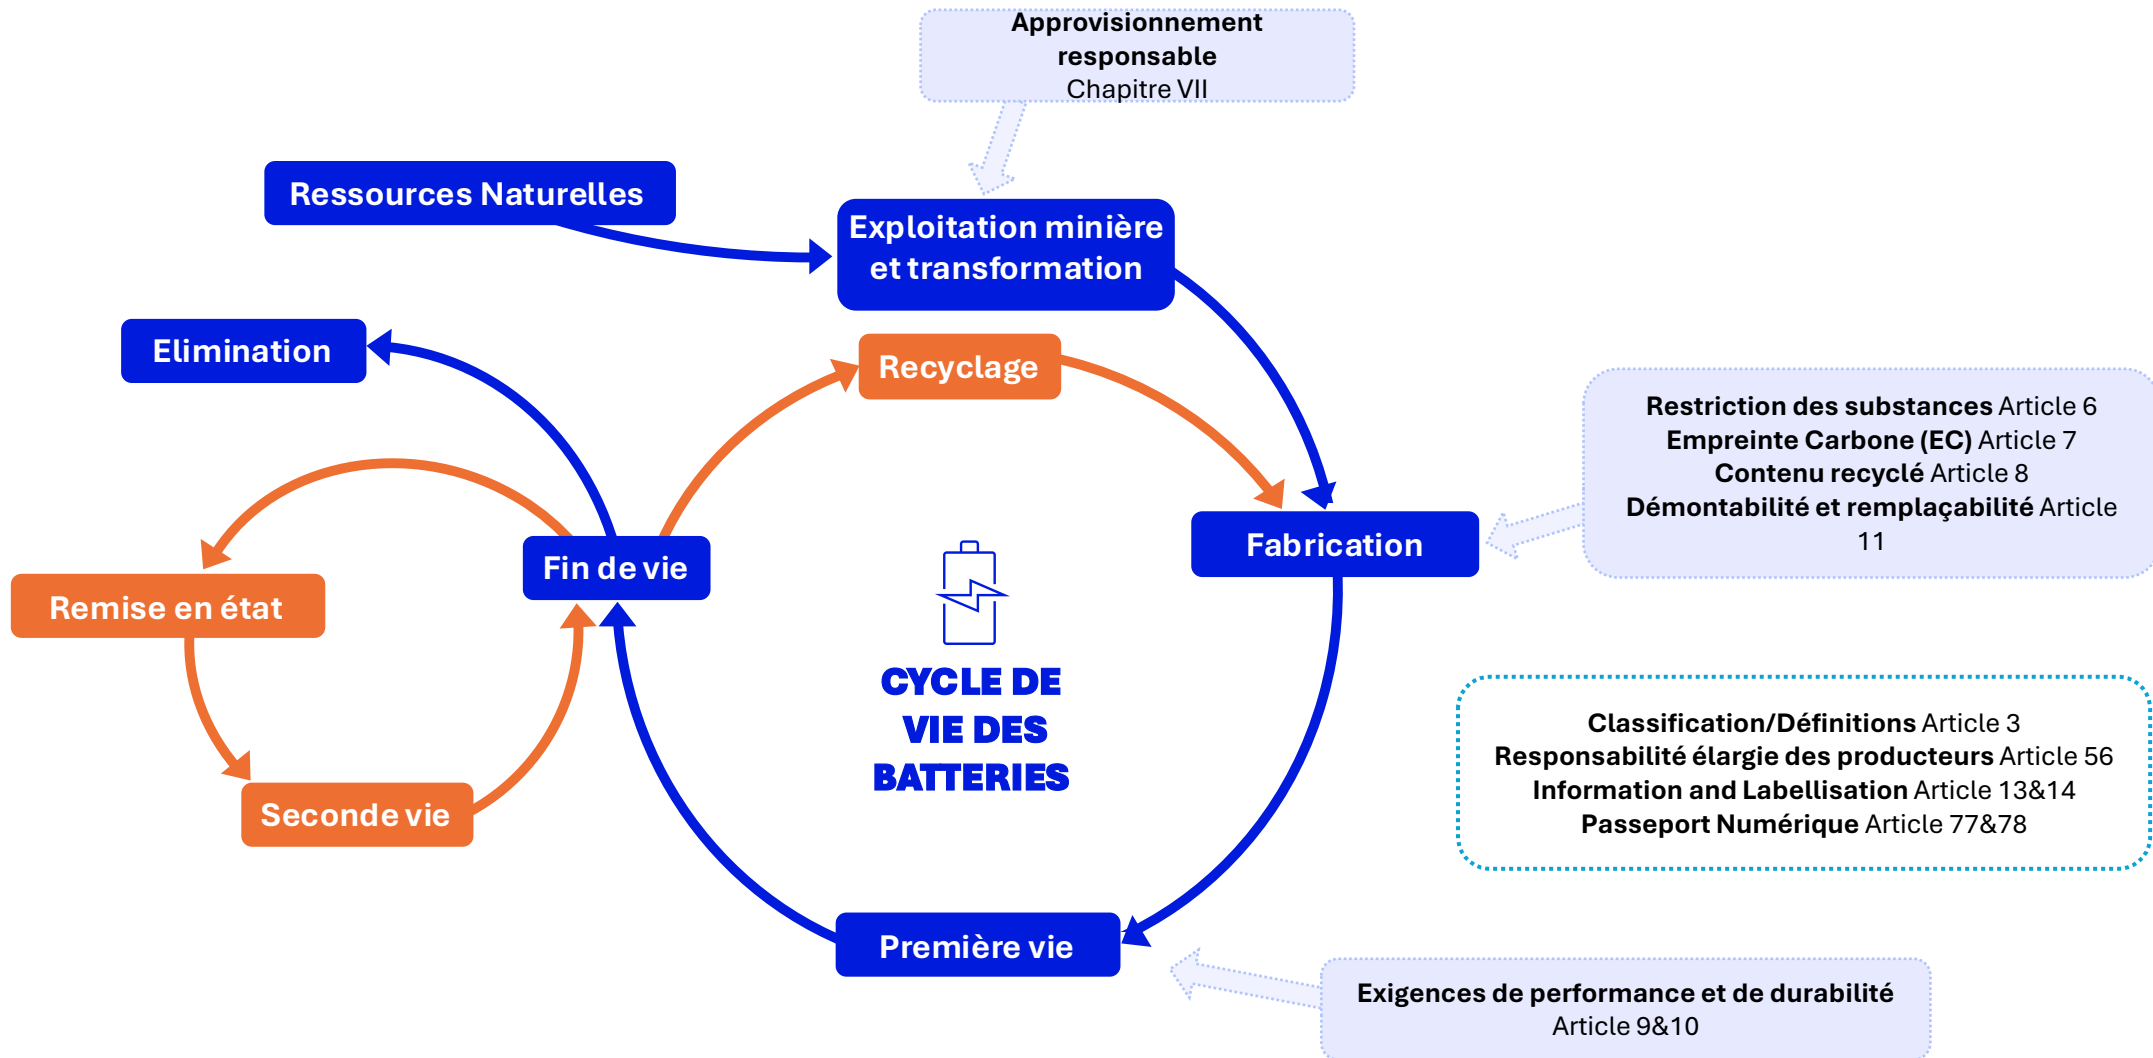 Approvisionnement
responsable
Chapitre VII
Ressources Naturelles
Exploitation minière
et transformation
Elimination
Recyclage
Restriction des substances Article 6
Empreinte Carbone (EC) Article 7
Contenu recyclé Article 8
Démontabilité et remplaçabilité Article
11
Fin de vie
Fabrication
Remise en état
CYCLE DE
VIE DES
BATTERIES
Classification/Définitions Article 3
Responsabilité élargie des producteurs Article 56
Information and Labellisation Article 13&14
Passeport Numérique Article 77&78
Seconde vie
Première vie
Exigences de performance et de durabilité
Article 9&10